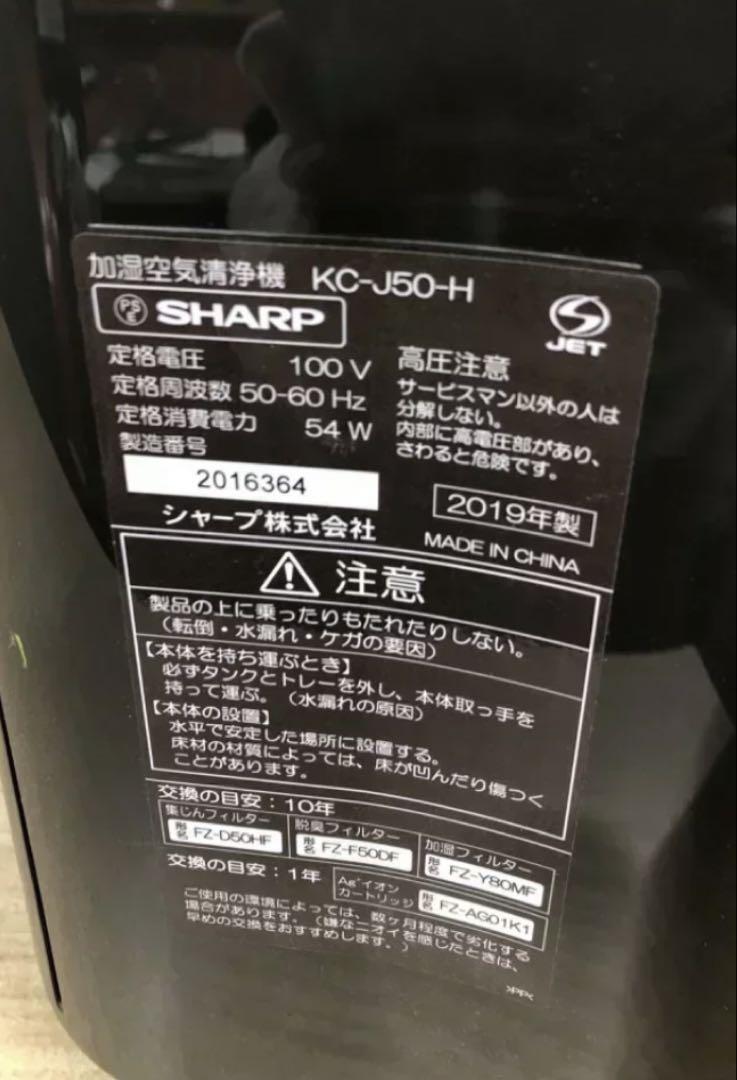 加湿空気清浄機 KC-J50-H
PSE SHARP
JET
定格電圧 100 V
定格周波数 50-60 Hz
定格消費電力 54 W
製造番号
2016364
シャープ株式会社
高圧注意
サービスマン以外の人は
分解しない。
内部に高電圧部があり、
さわると危険です。
2019年製
MADE IN CHINA
注意
製品の上に乗ったりもたれたりしない。
(転倒・水漏れ・ケガの要因)
【本体を持ち運ぶとき】
必ずタンクとトレーを外し、本体取っ手を
持って運ぶ。(水漏れの原因)
【本体の設置】
水平で安定した場所に設置する。
床材の材質によっては、床が凹んだり傷つく
ことがあります。
交換の目安:10年
集じんフィルター
形名 FZ-D50HF
脱臭フィルター
形名 FZ-F50DF
加湿フィルター
形名 FZ-Y80MF
交換の目安:1年
Ag⁺イオン
カートリッジ
形名 FZ-AG01K1
ご使用の環境によっては、数ヶ月程度で劣化する
場合があります。(嫌なニオイを感じたときは、
早めの交換をおすすめします。)
>PP<